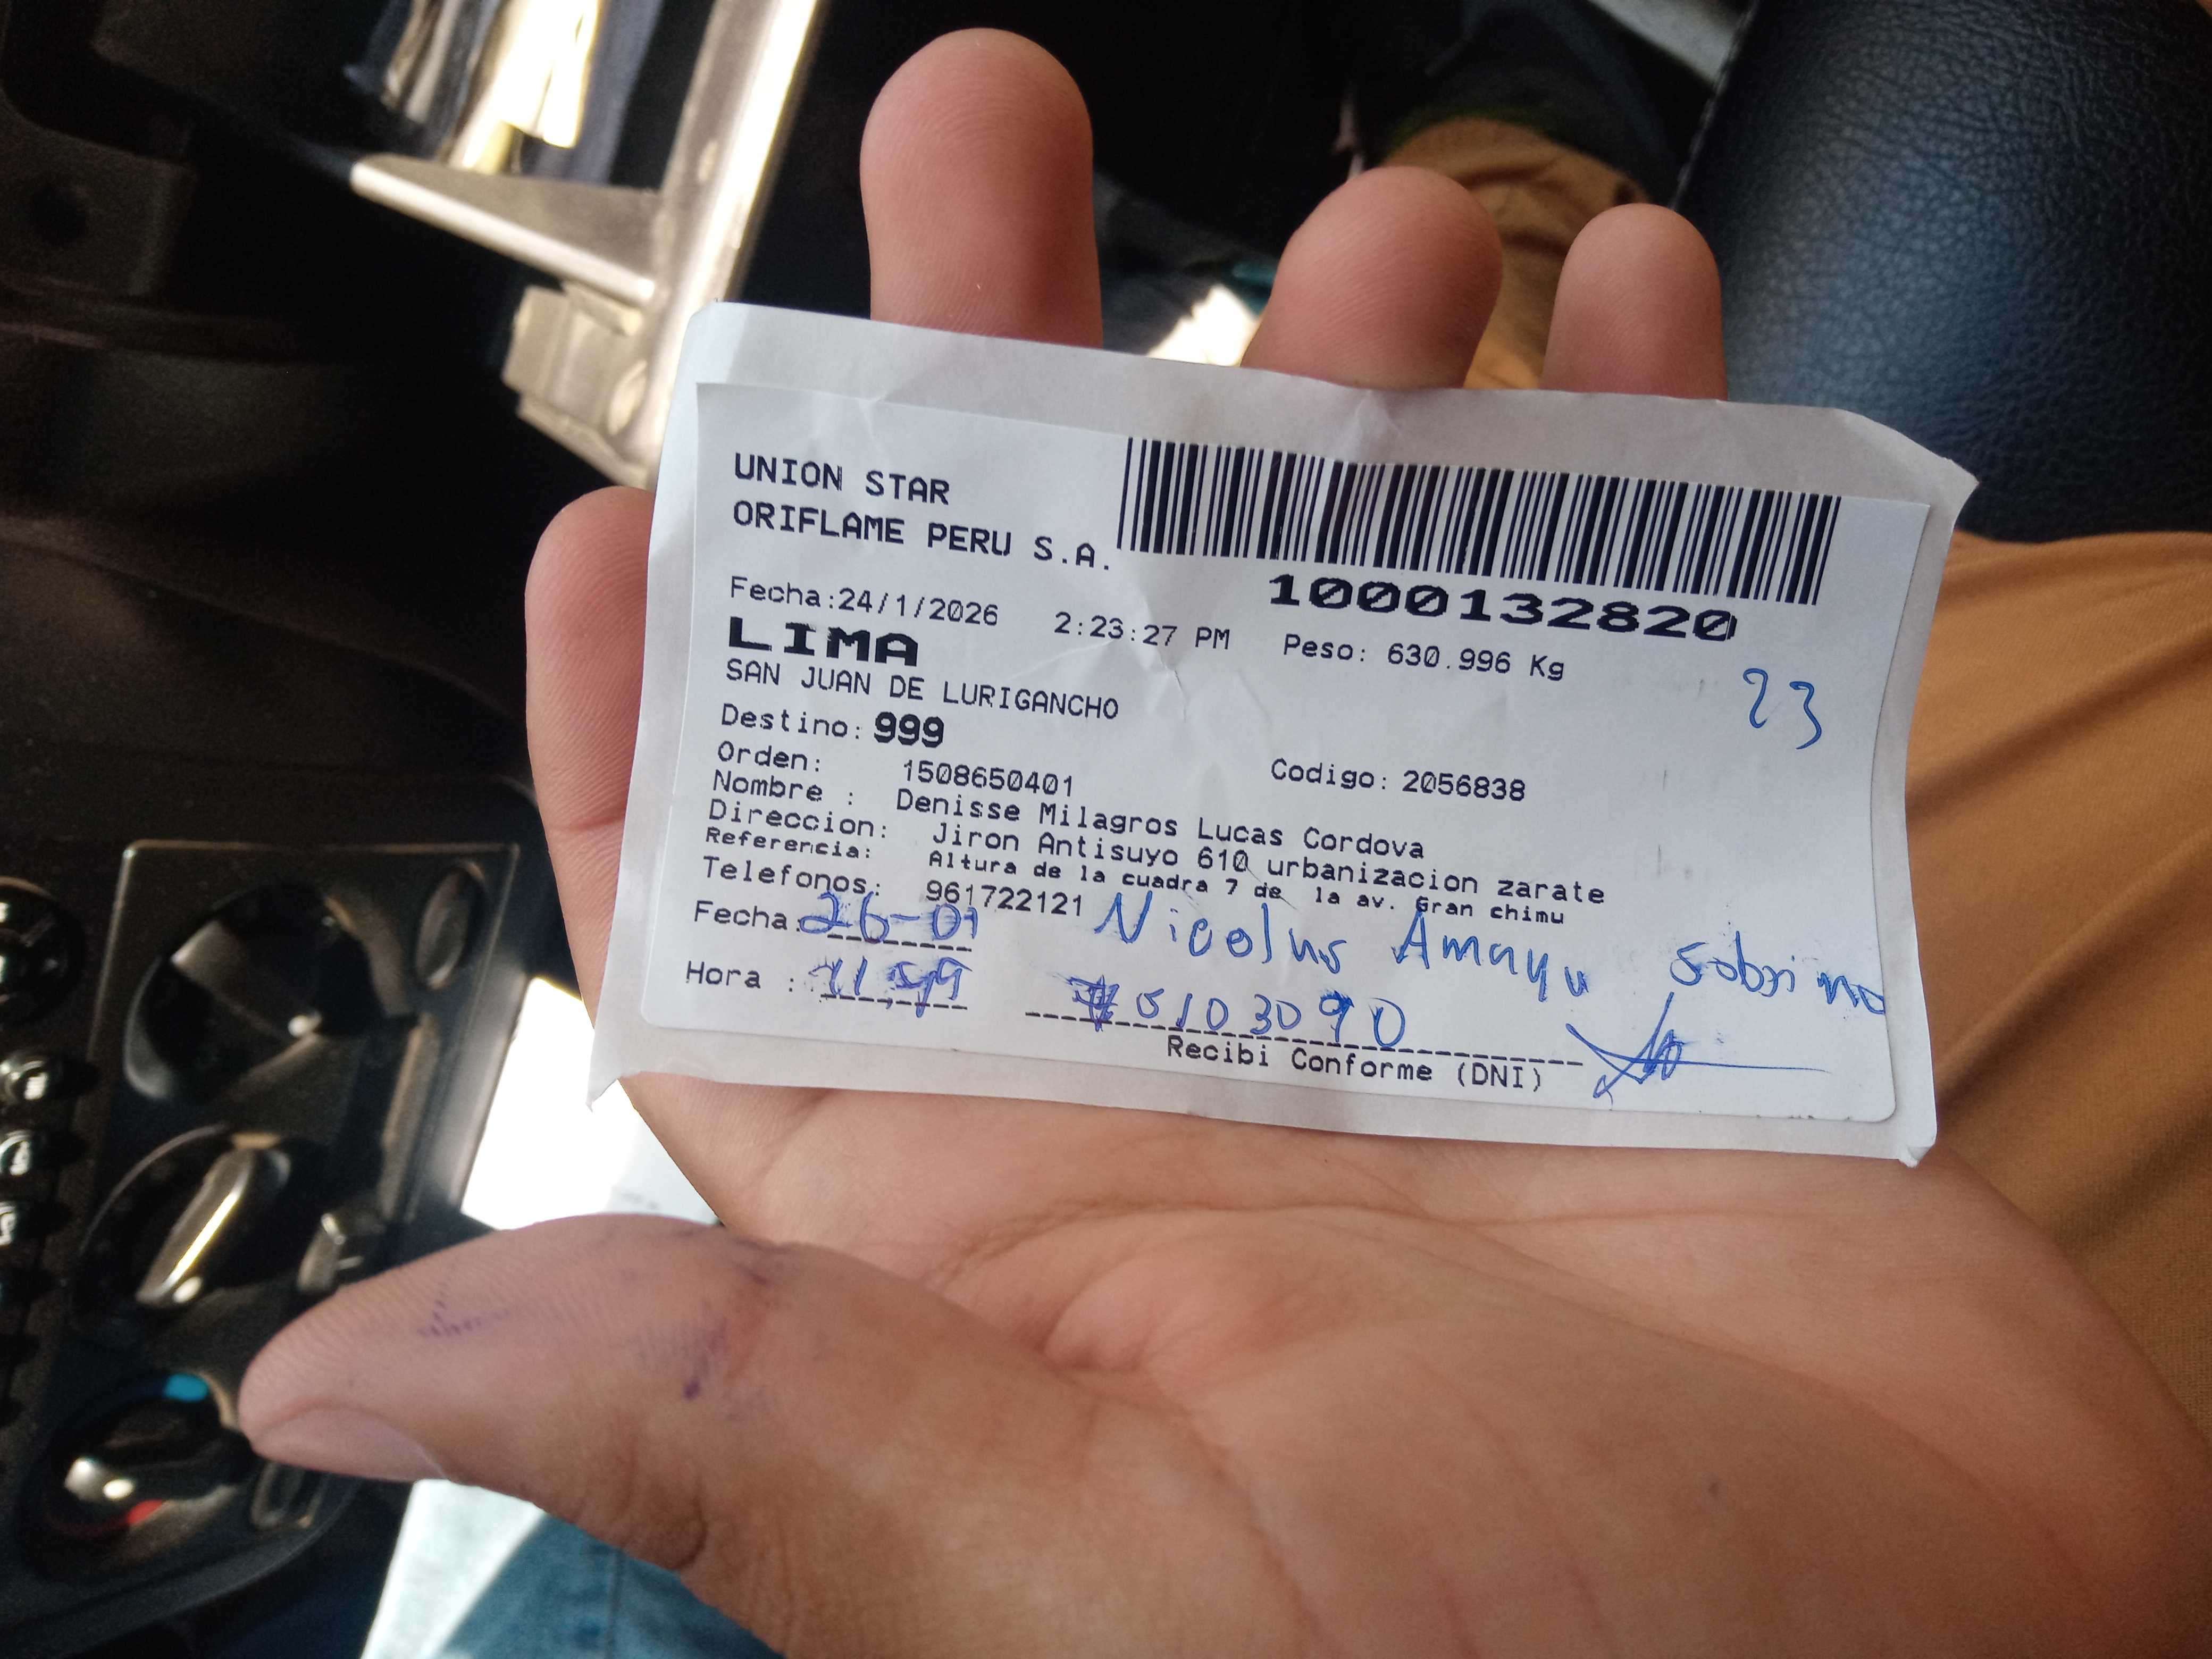 UNION STAR
ORIFLAME PERU S.A.
1000132820
Fecha:24/1/2026 2:23:27 PM Peso: 630.996 Kg
LIMA
23
SAN JUAN DE LURIGANCHO
Destino: 999
Orden: 1508650401 Codigo: 2056838
Nombre : Denisse Milagros Lucas Cordova
Direccion: Jiron Antisuyo 610 urbanizacion zarate
Referencia: Altura de la cuadra 7 de la av. Gran chimu
Telefonos: 961722121
Fecha: 26-01 Nicolas Amaya sobrino
Hora :
Recibi Conforme (DNI)